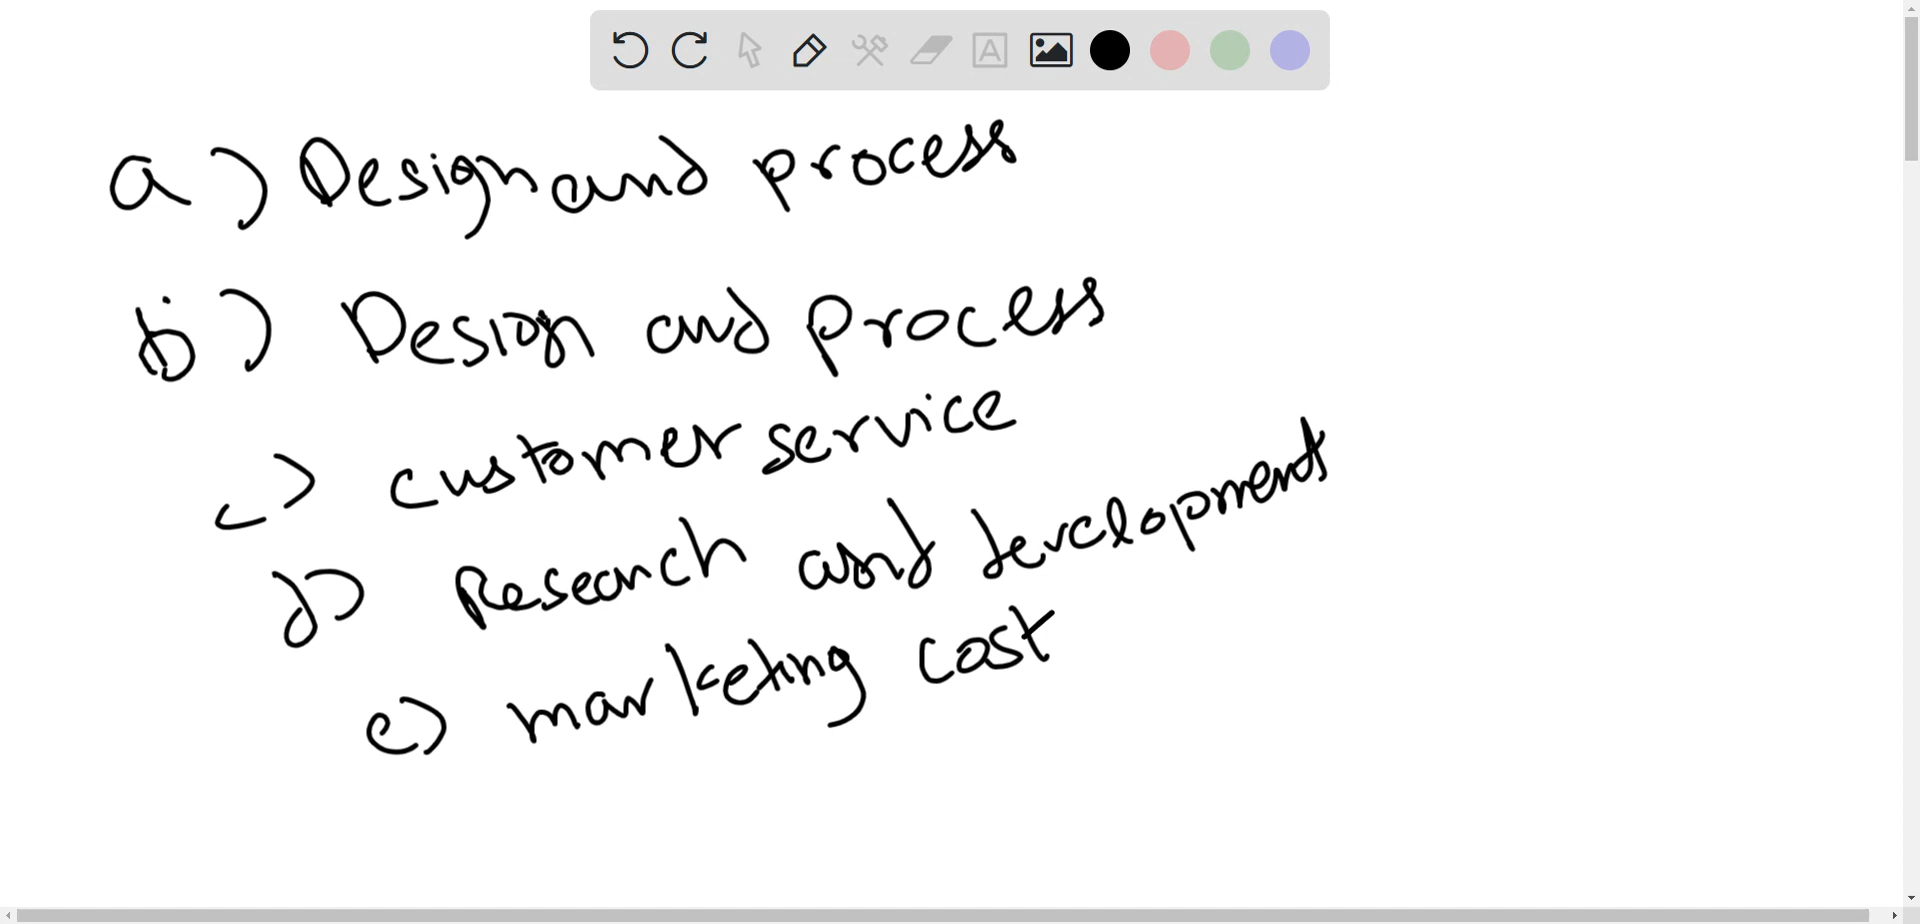 a) Design and process
b) Design and process
c) customer service
d) Research and development
e) marketing cost